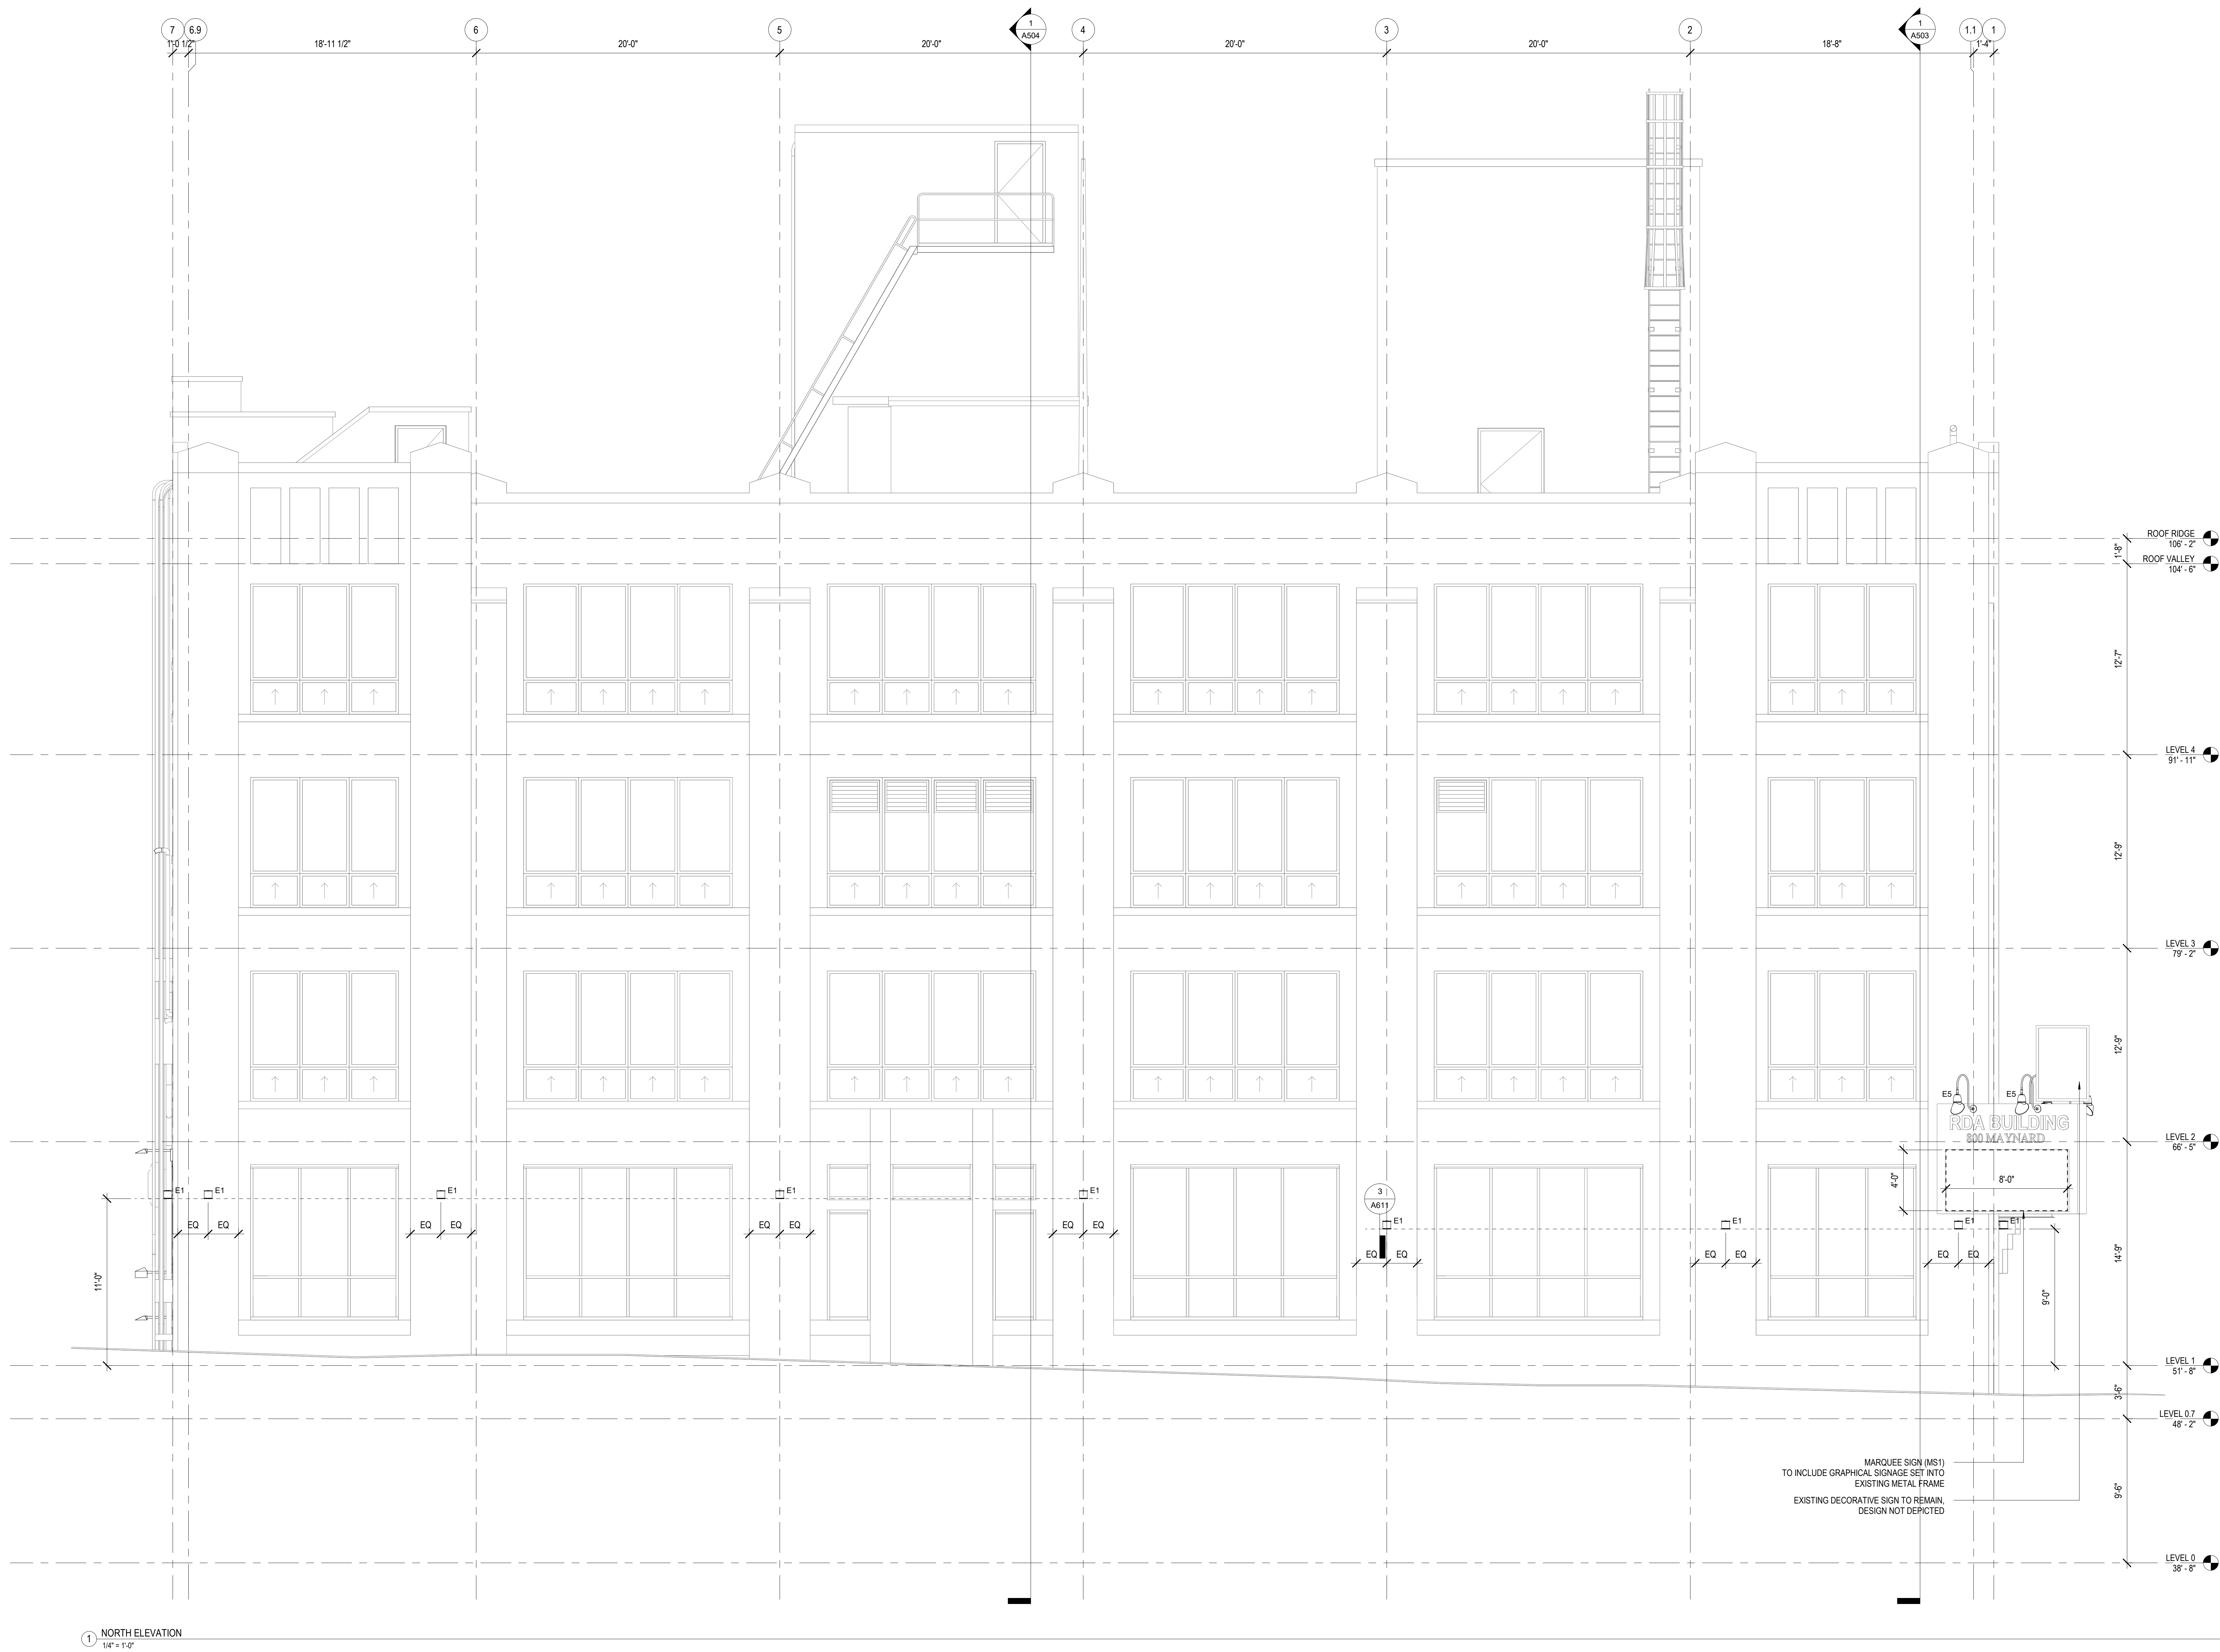 7
6.9
6
5
1
A504
4
3
2
1
A503
1.1
1
1'-0 1/2"
18'-11 1/2"
20'-0"
20'-0"
20'-0"
20'-0"
18'-8"
1'-4"
ROOF RIDGE
106' - 2"
1'-8"
ROOF VALLEY
104' - 6"
12'-7"
LEVEL 4
91' - 11"
12'-9"
LEVEL 3
79' - 2"
12'-9"
E5
E5
RDA BUILDING
800 MAYNARD
LEVEL 2
66' - 5"
4'-0"
8'-0"
E1
E1
E1
E1
E1
3
A611
E1
E1
E1
E1
EQ
EQ
EQ
EQ
EQ
EQ
EQ
EQ
EQ
EQ
EQ
EQ
EQ
EQ
14'-9"
11'-0"
9'-0"
LEVEL 1
51' - 8"
3'-6"
LEVEL 0.7
48' - 2"
MARQUEE SIGN (MS1)
TO INCLUDE GRAPHICAL SIGNAGE SET INTO
EXISTING METAL FRAME
EXISTING DECORATIVE SIGN TO REMAIN,
DESIGN NOT DEPICTED
9'-6"
LEVEL 0
38' - 8"
1
NORTH ELEVATION
1/4" = 1'-0"